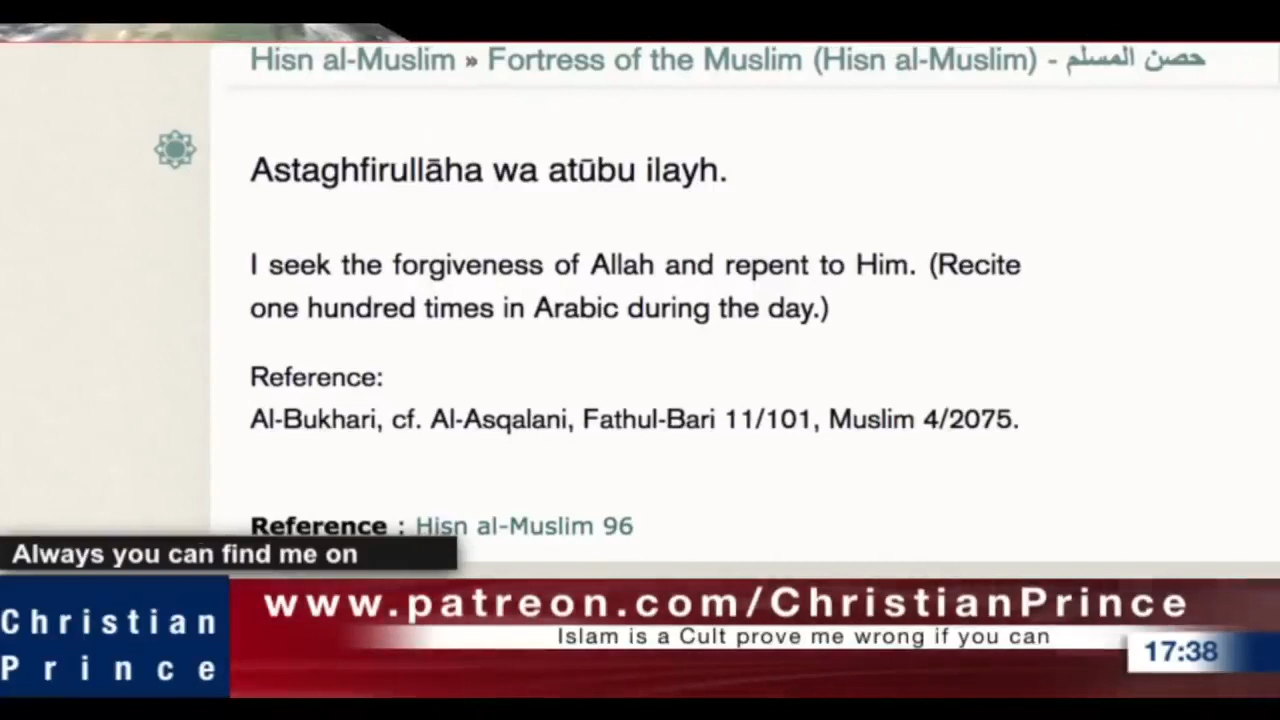 Hisn al-Muslim » Fortress of the Muslim (Hisn al-Muslim) - حصن المسلم
Astaghfirullāha wa atūbu ilayh.
I seek the forgiveness of Allah and repent to Him. (Recite
one hundred times in Arabic during the day.)
Reference:
Al-Bukhari, cf. Al-Asqalani, Fathul-Bari 11/101, Muslim 4/2075.
Reference : Hisn al-Muslim 96
Always you can find me on
Christian
Prince
www.patreon.com/ChristianPrince
Islam is a Cult prove me wrong if you can
17:38